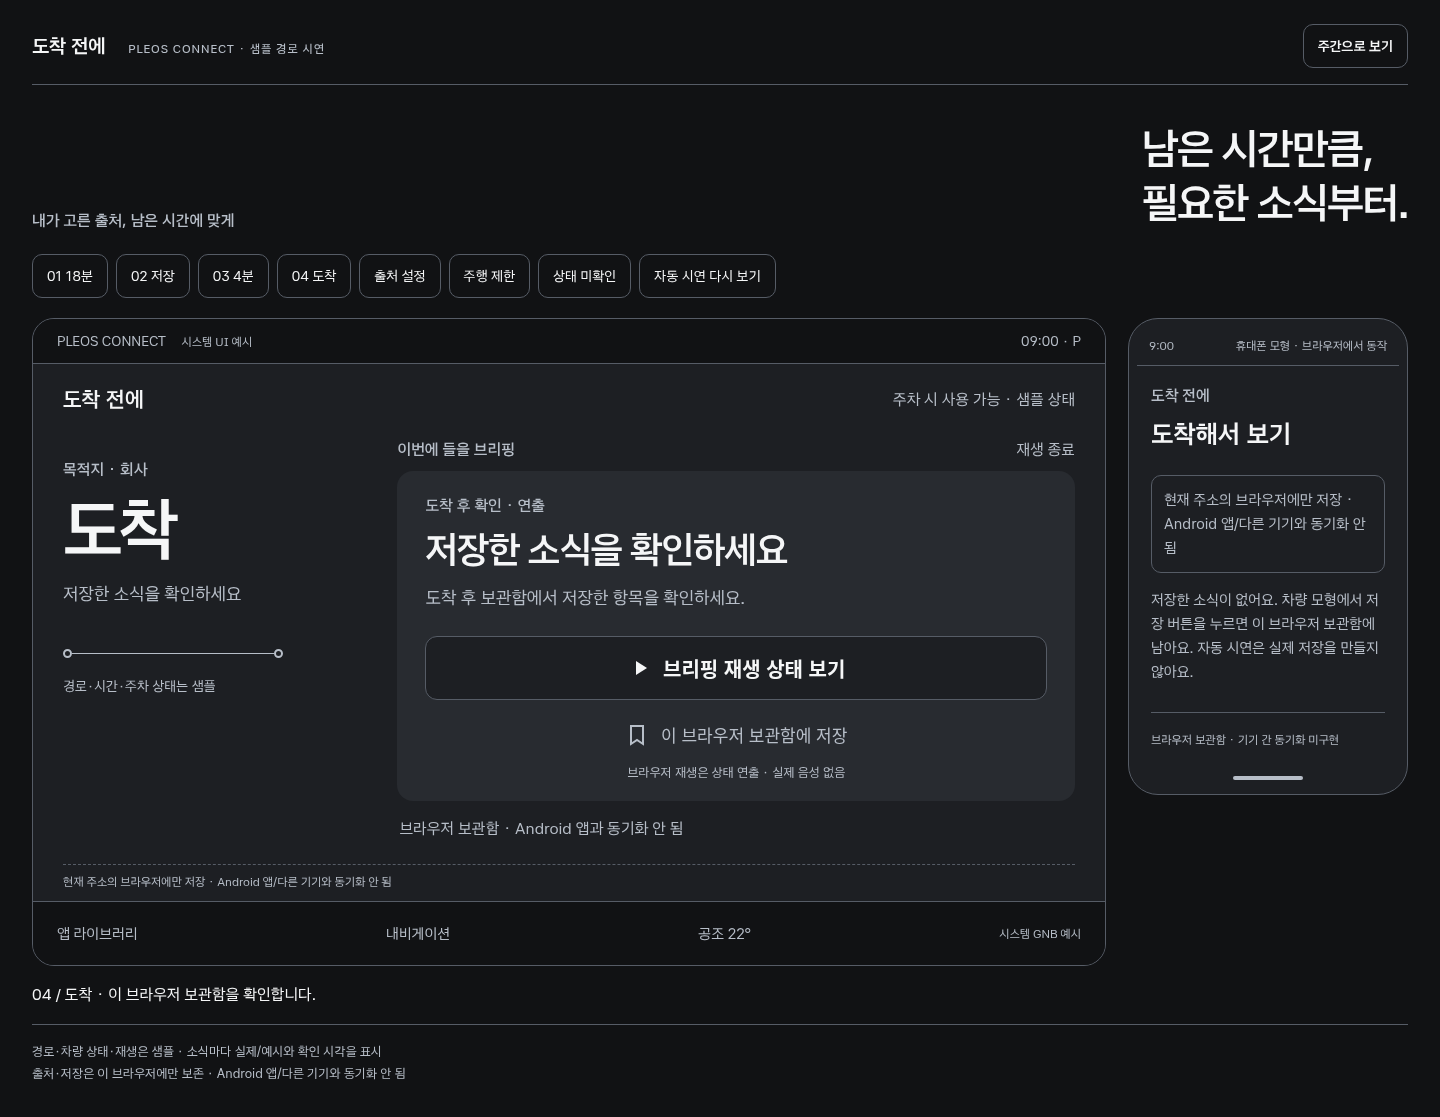 도착 전에
PLEOS CONNECT · 샘플 경로 시연
주간으로 보기
남은 시간만큼,
필요한 소식부터.
내가 고른 출처, 남은 시간에 맞게
01 18분
02 저장
03 4분
04 도착
출처 설정
주행 제한
상태 미확인
자동 시연 다시 보기
PLEOS CONNECT
시스템 UI 예시
09:00 · P
도착 전에
주차 시 사용 가능 · 샘플 상태
목적지 · 회사
도착
저장한 소식을 확인하세요
경로·시간·주차 상태는 샘플
이번에 들을 브리핑
재생 종료
도착 후 확인 · 연출
저장한 소식을 확인하세요
도착 후 보관함에서 저장한 항목을 확인하세요.
브리핑 재생 상태 보기
이 브라우저 보관함에 저장
브라우저 재생은 상태 연출 · 실제 음성 없음
브라우저 보관함 · Android 앱과 동기화 안 됨
현재 주소의 브라우저에만 저장 · Android 앱/다른 기기와 동기화 안 됨
앱 라이브러리
내비게이션
공조 22°
시스템 GNB 예시
9:00
휴대폰 모형 · 브라우저에서 동작
도착 전에
도착해서 보기
현재 주소의 브라우저에만 저장 ·
Android 앱/다른 기기와 동기화 안
됨
저장한 소식이 없어요. 차량 모형에서 저
장 버튼을 누르면 이 브라우저 보관함에
남아요. 자동 시연은 실제 저장을 만들지
않아요.
브라우저 보관함 · 기기 간 동기화 미구현
04 / 도착 · 이 브라우저 보관함을 확인합니다.
경로·차량 상태·재생은 샘플 · 소식마다 실제/예시와 확인 시각을 표시
출처·저장은 이 브라우저에만 보존 · Android 앱/다른 기기와 동기화 안 됨